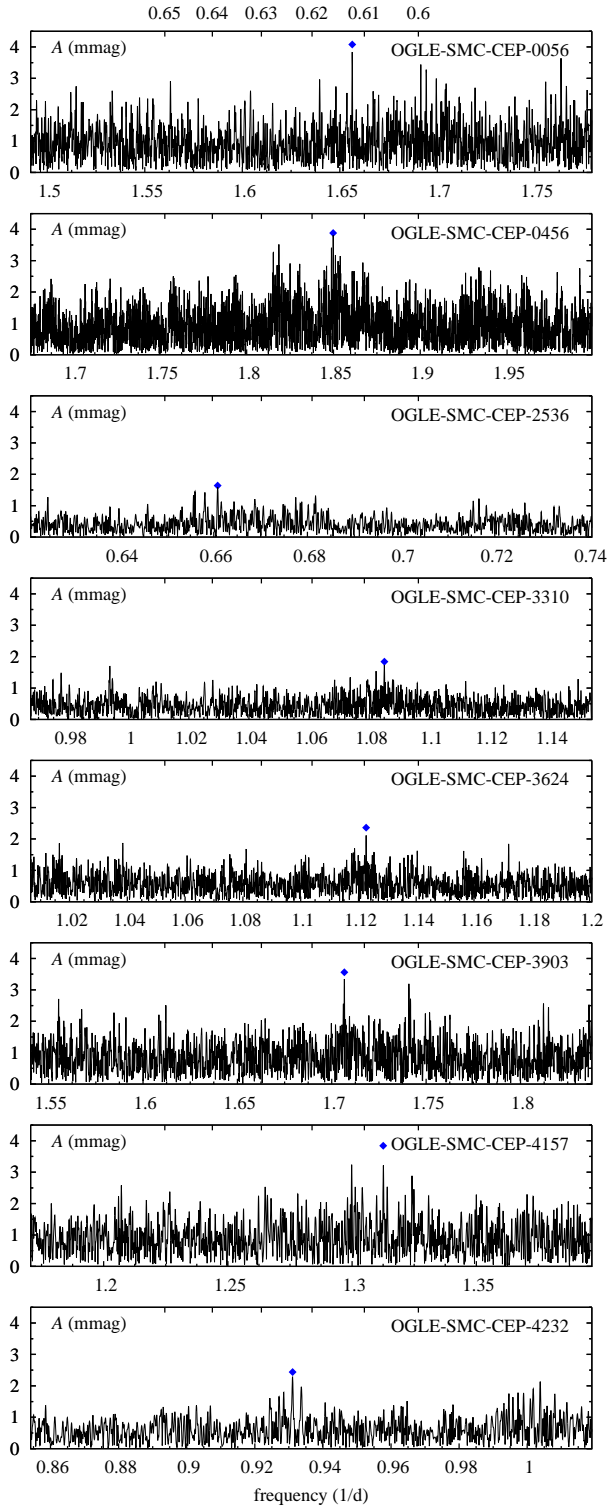 0.65 0.64 0.63 0.62 0.61 0.6
4 A (mmag) OGLE-SMC-CEP-0056
3
2
1
0
1.5 1.55 1.6 1.65 1.7 1.75
4 A (mmag) OGLE-SMC-CEP-0456
3
2
1
0
1.7 1.75 1.8 1.85 1.9 1.95
4 A (mmag) OGLE-SMC-CEP-2536
3
2
1
0
0.64 0.66 0.68 0.7 0.72 0.74
4 A (mmag) OGLE-SMC-CEP-3310
3
2
1
0
0.98 1 1.02 1.04 1.06 1.08 1.1 1.12 1.14
4 A (mmag) OGLE-SMC-CEP-3624
3
2
1
0
1.02 1.04 1.06 1.08 1.1 1.12 1.14 1.16 1.18 1.2
4 A (mmag) OGLE-SMC-CEP-3903
3
2
1
0
1.55 1.6 1.65 1.7 1.75 1.8
4 A (mmag) OGLE-SMC-CEP-4157
3
2
1
0
1.2 1.25 1.3 1.35
4 A (mmag) OGLE-SMC-CEP-4232
3
2
1
0
0.86 0.88 0.9 0.92 0.94 0.96 0.98 1
frequency (1/d)